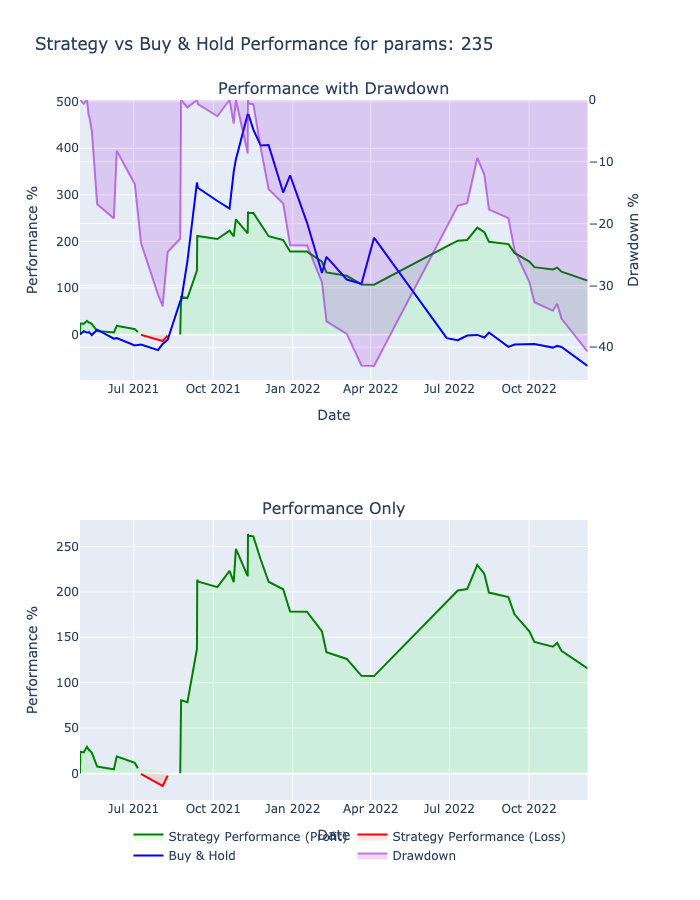 Strategy vs Buy & Hold Performance for params: 235
Performance with Drawdown
500
400
300
200
100
0
0
−10
−20
−30
−40
Performance %
Drawdown %
Jul 2021 Oct 2021 Jan 2022 Apr 2022 Jul 2022 Oct 2022
Date
Performance Only
250
200
150
100
50
0
Performance %
Jul 2021 Oct 2021 Jan 2022 Apr 2022 Jul 2022 Oct 2022
Date
Strategy Performance (Profit) Strategy Performance (Loss)
Buy & Hold Drawdown